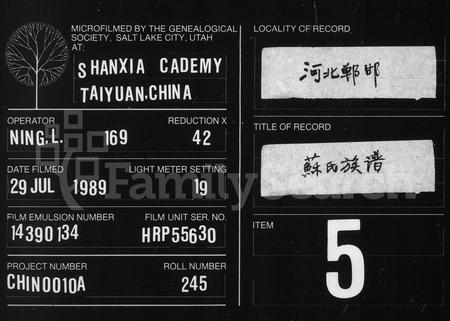 MICROFILMED BY THE GENEALOGICAL
SOCIETY, SALT LAKE CITY, UTAH
AT:
SHANXIA CADEMY
TAIYUAN,CHINA
OPERATOR REDUCTION X
NING.L. 169 42
DATE FILMED LIGHT METER SETTING
29 JUL 1989 19
FILM EMULSION NUMBER FILM UNIT SER. NO.
14390134 HRP55630
PROJECT NUMBER ROLL NUMBER
CHIN0010A 245
LOCALITY OF RECORD
河北邯郸
TITLE OF RECORD
蘇氏族谱
ITEM
5
FamilySearch